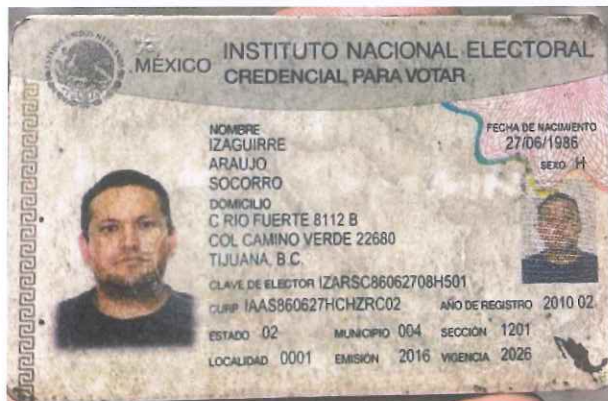 MÉXICO INSTITUTO NACIONAL ELECTORAL
CREDENCIAL PARA VOTAR
NOMBRE
IZAGUIRRE
ARAUJO
SOCORRO
FECHA DE NACIMIENTO
27/06/1986
SEXO H
DOMICILIO
C RIO FUERTE 8112 B
COL CAMINO VERDE 22680
TIJUANA, B.C.
CLAVE DE ELECTOR IZARSC86062708H501
CURP IAAS860627HCHZRC02 AÑO DE REGISTRO 2010 02
ESTADO 02 MUNICIPIO 004 SECCIÓN 1201
LOCALIDAD 0001 EMISIÓN 2016 VIGENCIA 2026